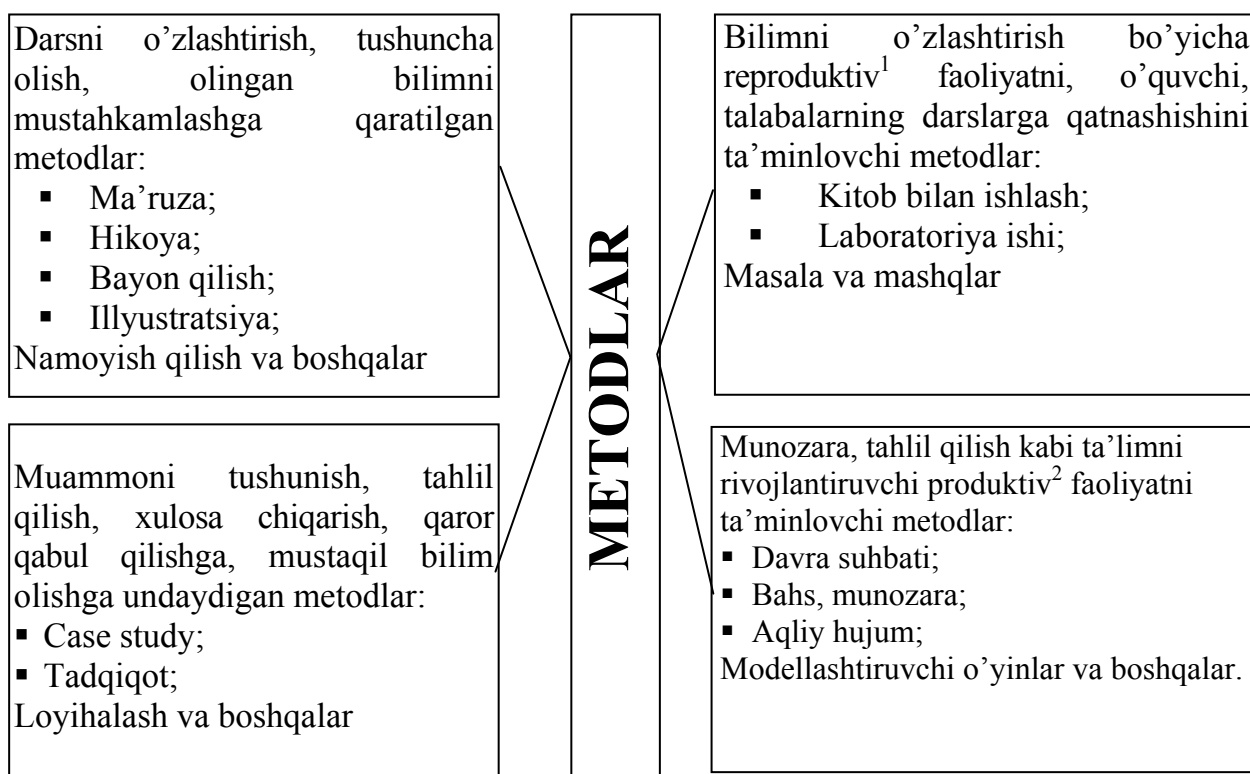 Darsni o’zlashtirish, tushuncha
olish, olingan bilimni
mustahkamlashga qaratilgan
metodlar:
▪ Ma’ruza;
▪ Hikoya;
▪ Bayon qilish;
▪ Illyustratsiya;
Namoyish qilish va boshqalar
Muammoni tushunish, tahlil
qilish, xulosa chiqarish, qaror
qabul qilishga, mustaqil bilim
olishga undaydigan metodlar:
▪ Case study;
▪ Tadqiqot;
Loyihalash va boshqalar
METODLAR
Bilimni o’zlashtirish bo’yicha
reproduktiv¹ faoliyatni, o’quvchi,
talabalarning darslarga qatnashishini
ta’minlovchi metodlar:
▪ Kitob bilan ishlash;
▪ Laboratoriya ishi;
Masala va mashqlar
Munozara, tahlil qilish kabi ta’limni
rivojlantiruvchi produktiv² faoliyatni
ta’minlovchi metodlar:
▪ Davra suhbati;
▪ Bahs, munozara;
▪ Aqliy hujum;
Modellashtiruvchi o’yinlar va boshqalar.